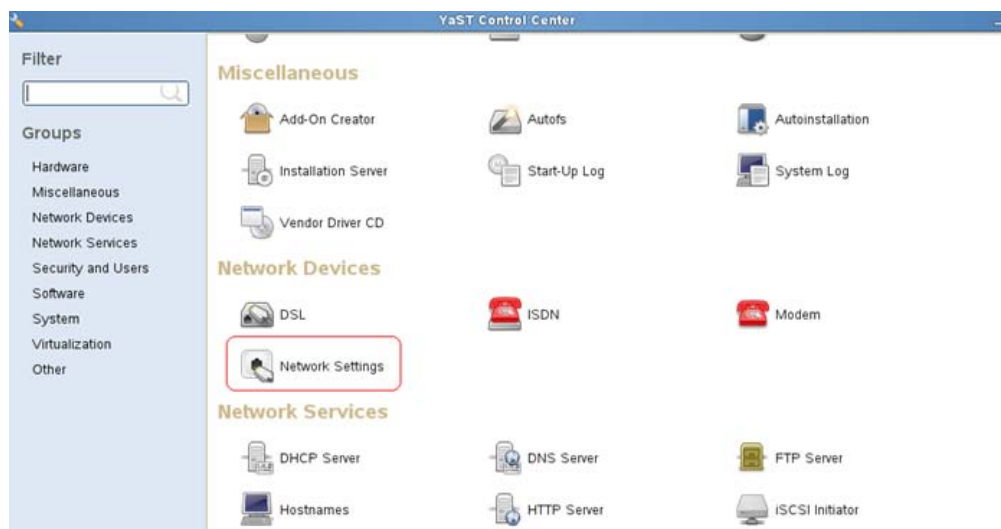 YaST Control Center
Filter
Groups
Hardware
Miscellaneous
Network Devices
Network Services
Security and Users
Software
System
Virtualization
Other
Miscellaneous
Add-On Creator
Autofs
Autoinstallation
Installation Server
Start-Up Log
System Log
Vendor Driver CD
Network Devices
DSL
ISDN
Modem
Network Settings
Network Services
DHCP Server
DNS Server
FTP Server
Hostnames
HTTP Server
iSCSI Initiator